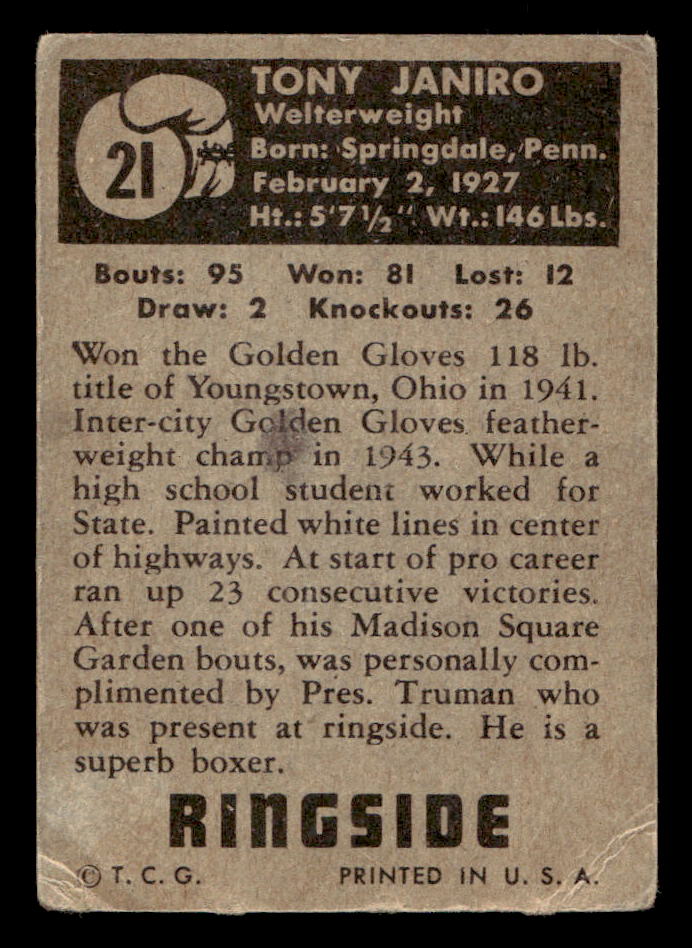 21
TONY JANIRO
Welterweight
Born: Springdale, Penn.
February 2, 1927
Ht.: 5'7½" Wt.: 146 Lbs.
Bouts: 95 Won: 81 Lost: 12
Draw: 2 Knockouts: 26
Won the Golden Gloves 118 lb.
title of Youngstown, Ohio in 1941.
Inter-city Golden Gloves feather-
weight champ in 1943. While a
high school student worked for
State. Painted white lines in center
of highways. At start of pro career
ran up 23 consecutive victories.
After one of his Madison Square
Garden bouts, was personally com-
plimented by Pres. Truman who
was present at ringside. He is a
superb boxer.
RINGSIDE
© T. C. G. PRINTED IN U. S. A.